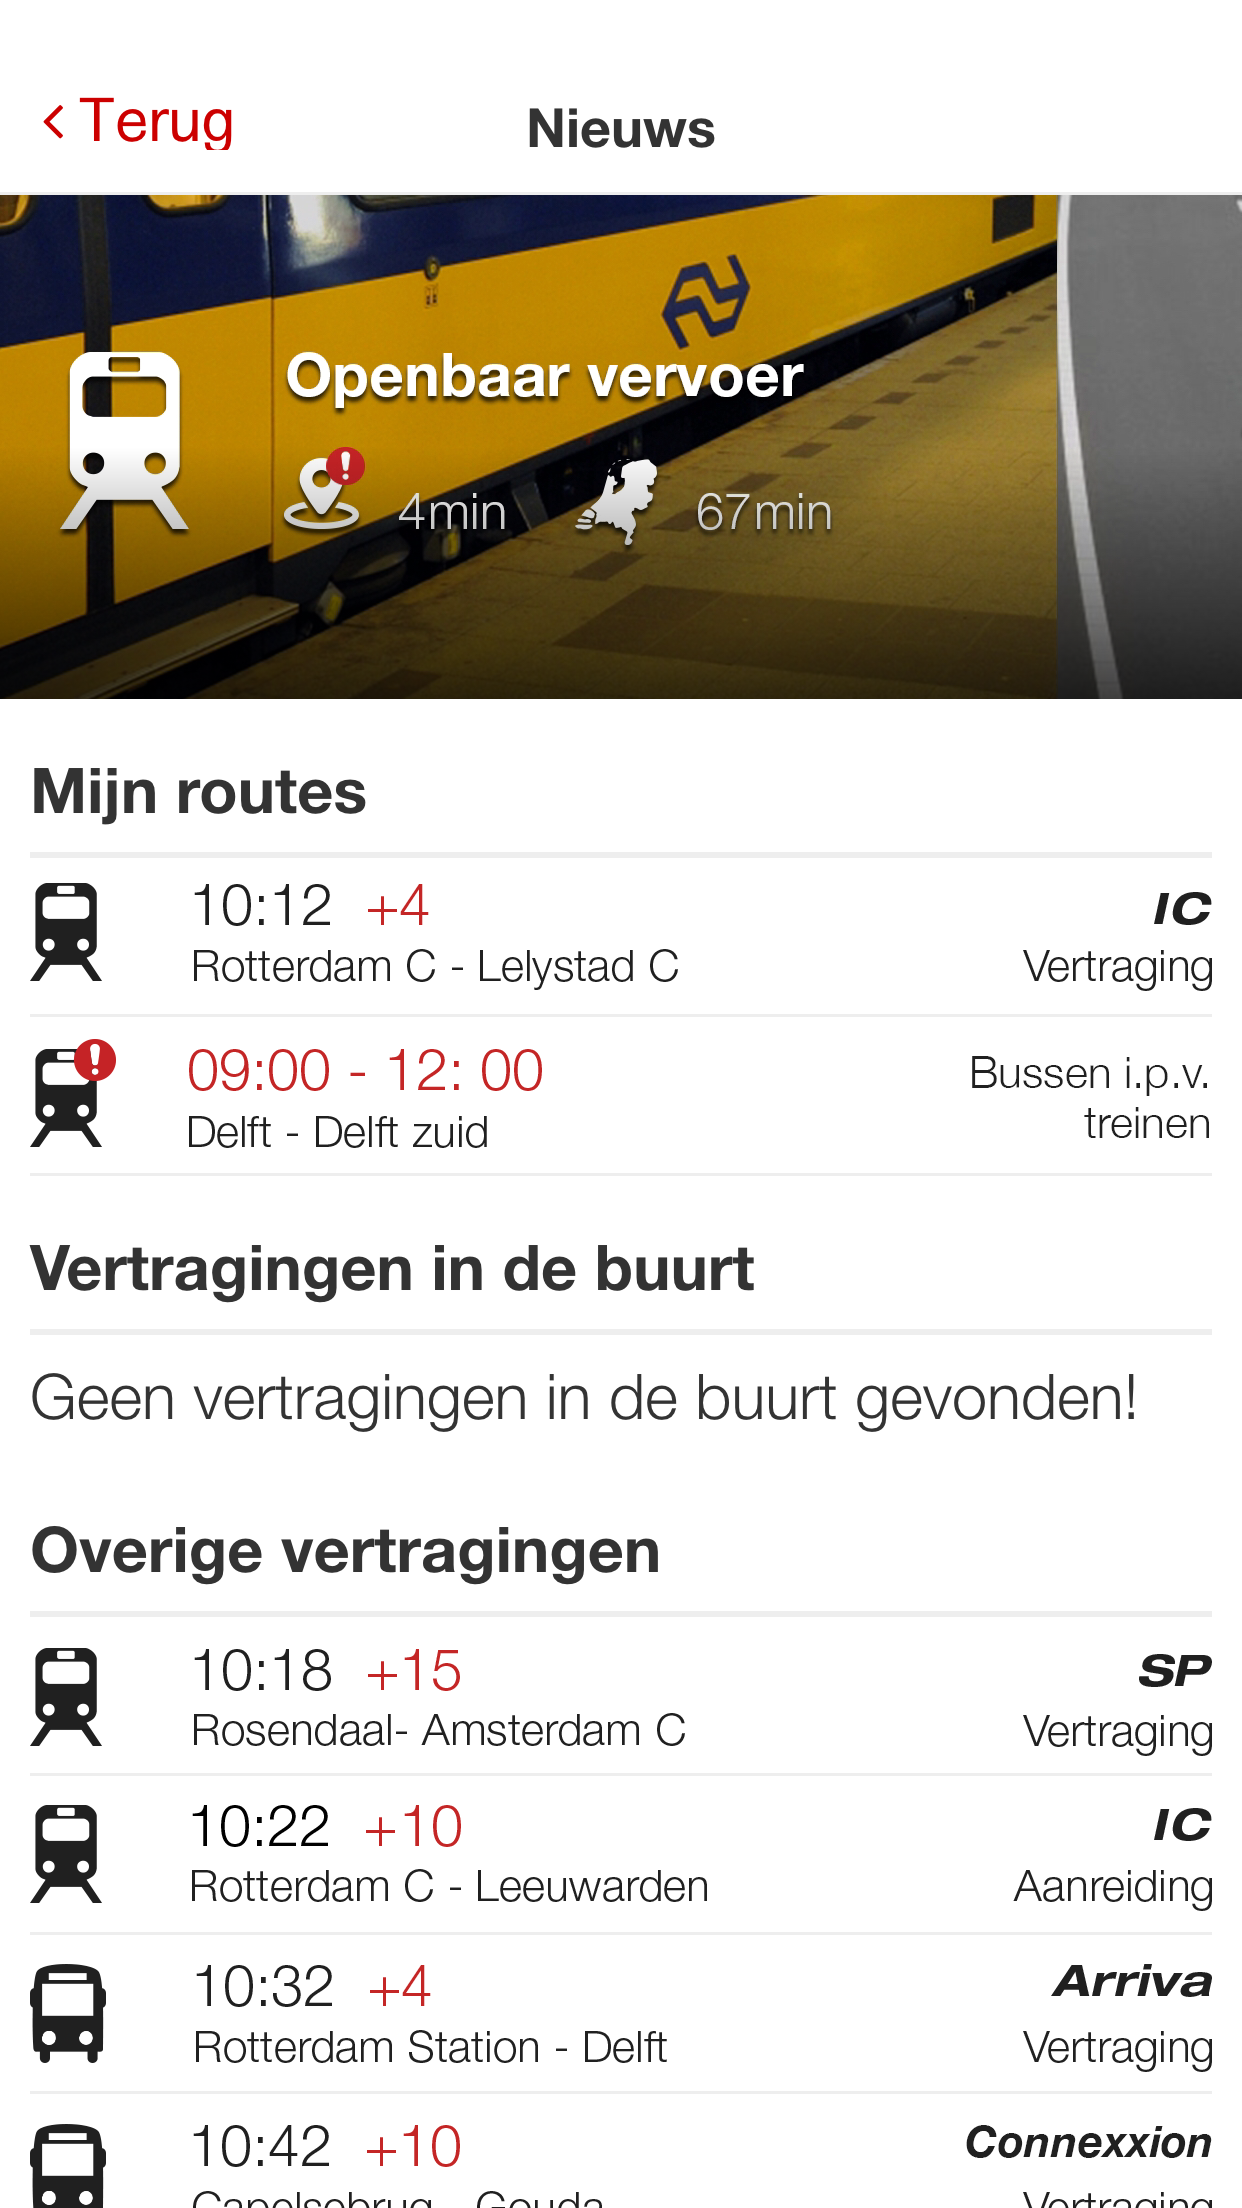 Terug
Nieuws
Openbaar vervoer
4min 67min
Mijn routes
10:12 +4 IC
Rotterdam C - Lelystad C Vertraging
09:00 - 12: 00 Bussen i.p.v.
Delft - Delft zuid treinen
Vertragingen in de buurt
Geen vertragingen in de buurt gevonden!
Overige vertragingen
10:18 +15 SP
Rosendaal- Amsterdam C Vertraging
10:22 +10 IC
Rotterdam C - Leeuwarden Aanreiding
10:32 +4 Arriva
Rotterdam Station - Delft Vertraging
10:42 +10 Connexxion
Capelsebrug - Gouda Vertraging